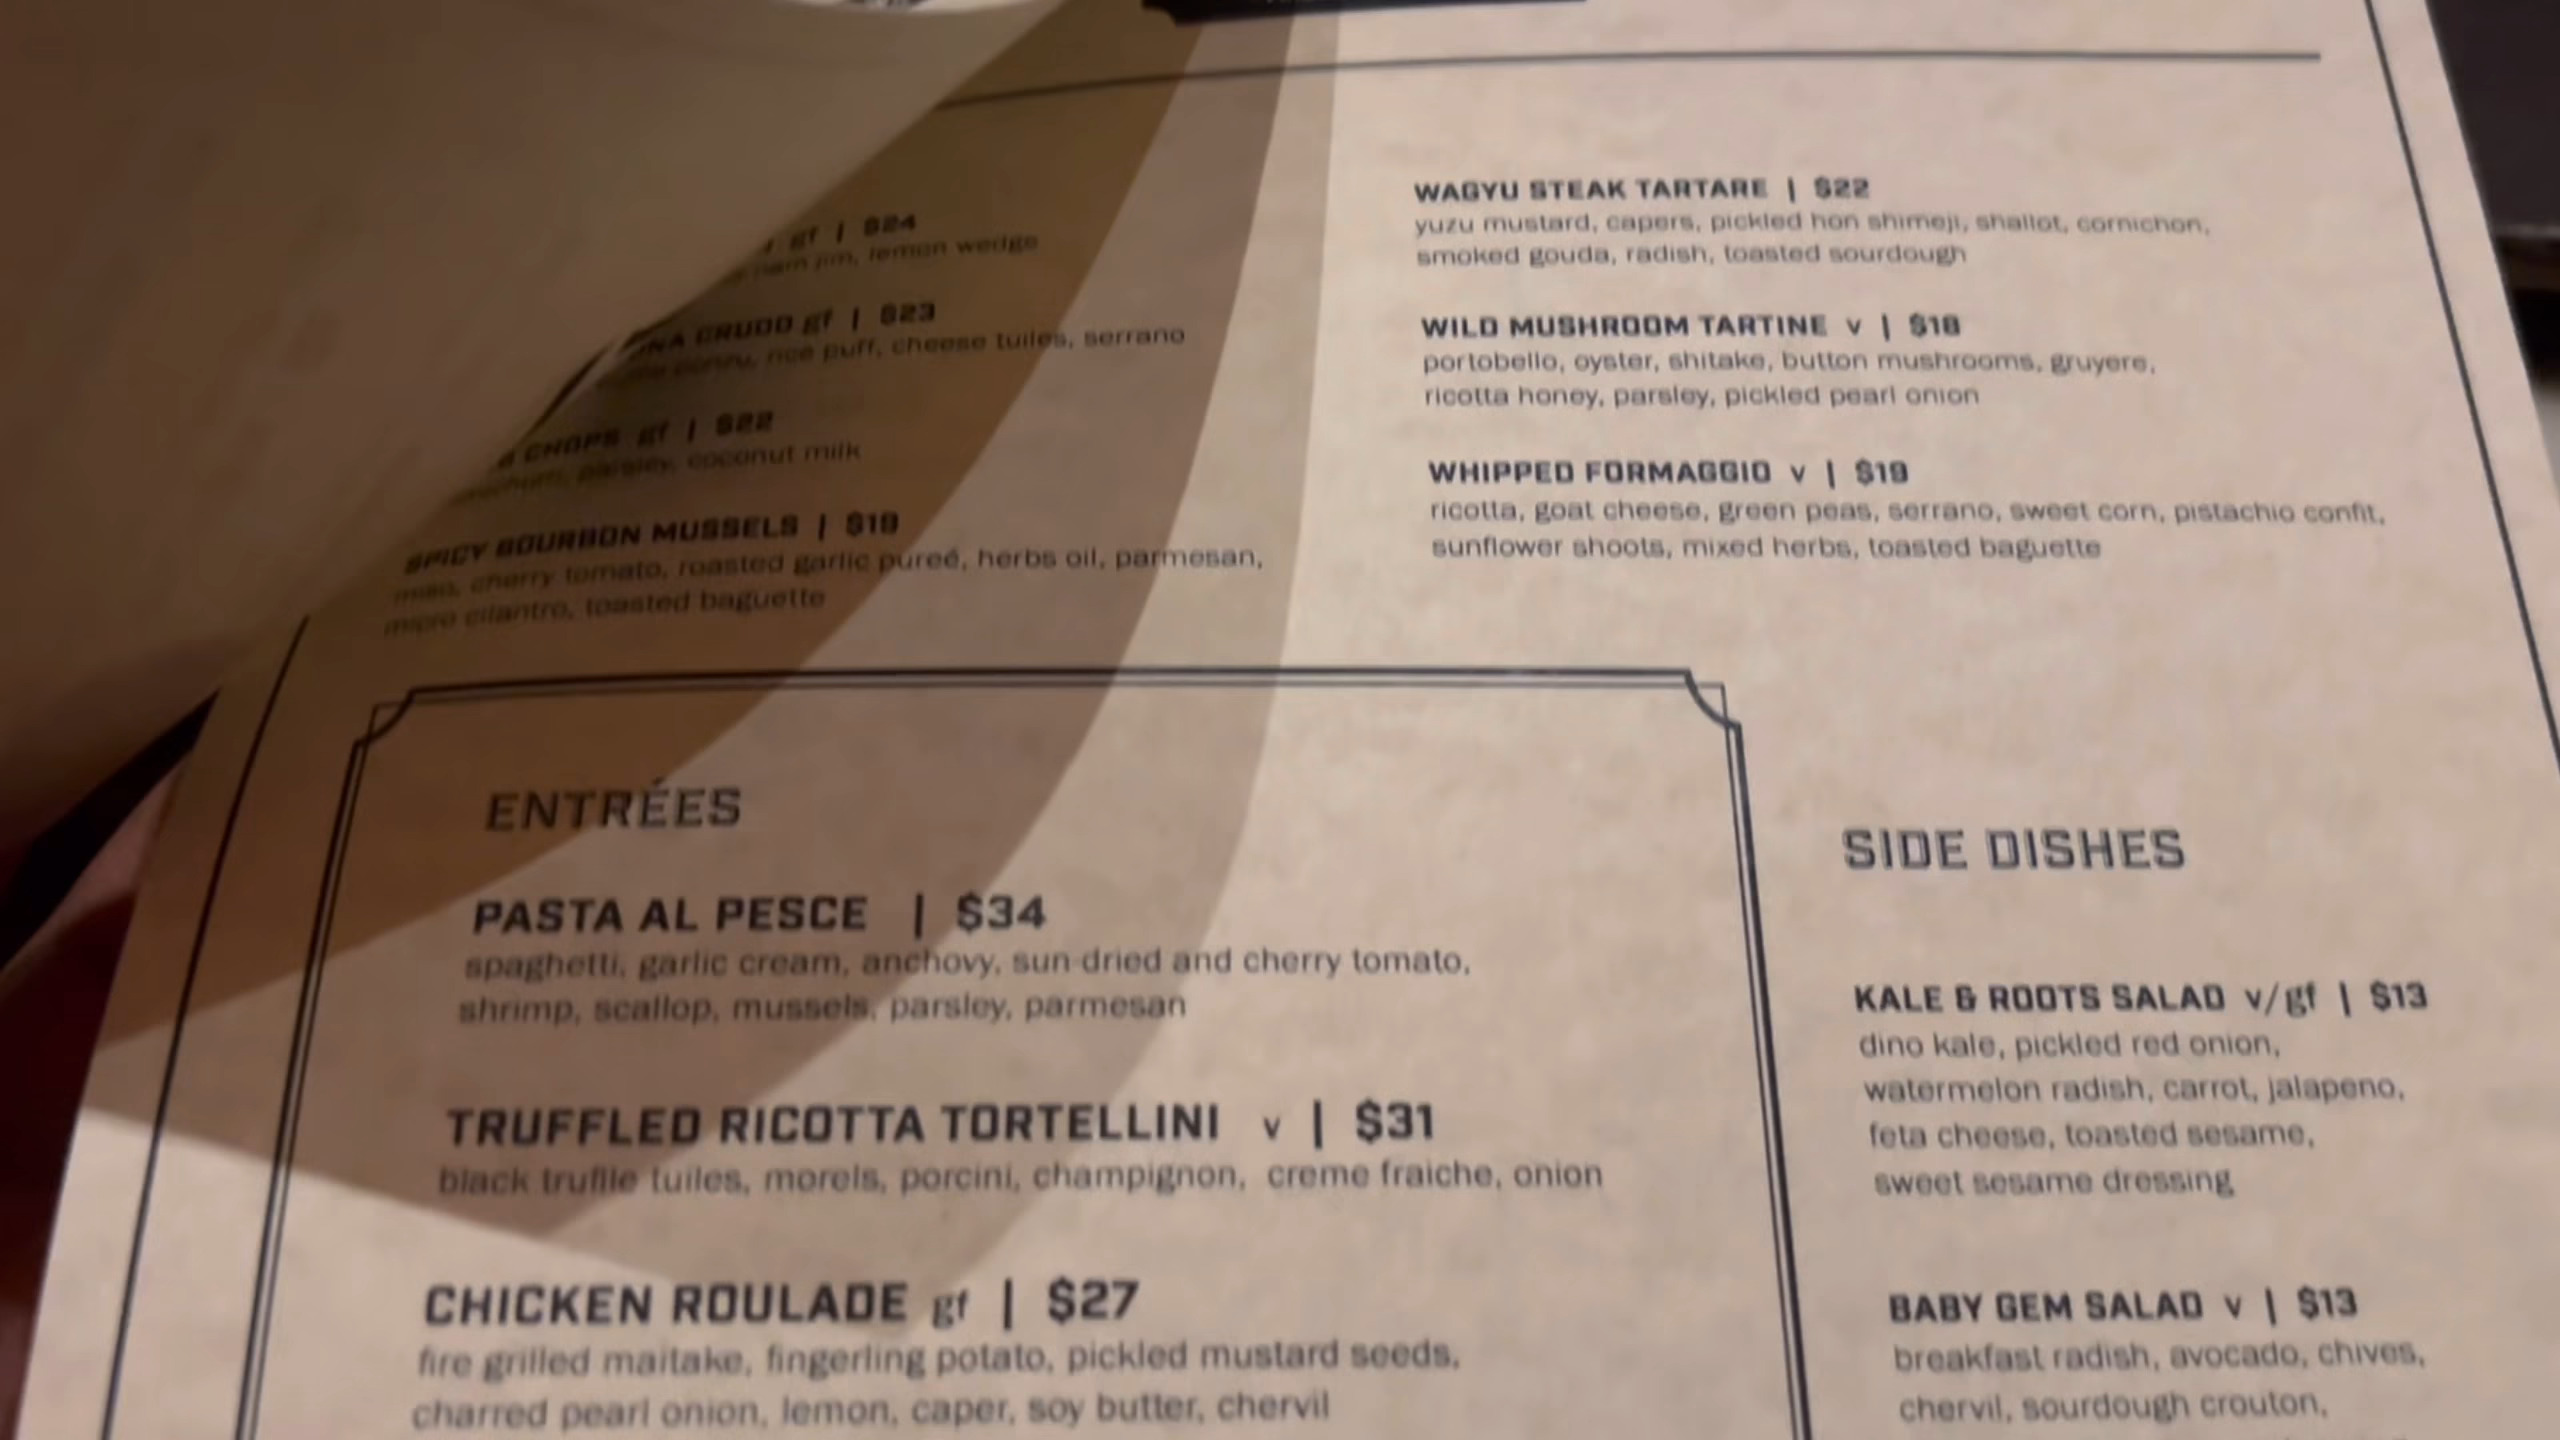 gf | $24
nam jim, lemon wedge
CRUDO gf | $23
ponzu, rice puff, cheese tuiles, serrano
CHOPS gf | $22
parsley, coconut milk
SPICY BOURBON MUSSELS | $19
miso, cherry tomato, roasted garlic pureé, herbs oil, parmesan,
micro cilantro, toasted baguette
WAGYU STEAK TARTARE | $22
yuzu mustard, capers, pickled hon shimeji, shallot, cornichon,
smoked gouda, radish, toasted sourdough
WILD MUSHROOM TARTINE v | $18
portobello, oyster, shitake, button mushrooms, gruyere,
ricotta honey, parsley, pickled pearl onion
WHIPPED FORMAGGIO v | $19
ricotta, goat cheese, green peas, serrano, sweet corn, pistachio confit,
sunflower shoots, mixed herbs, toasted baguette
ENTRÉES
PASTA AL PESCE | $34
spaghetti, garlic cream, anchovy, sun dried and cherry tomato,
shrimp, scallop, mussels, parsley, parmesan
TRUFFLED RICOTTA TORTELLINI v | $31
black truffle tuiles, morels, porcini, champignon, creme fraiche, onion
CHICKEN ROULADE gf | $27
fire grilled maitake, fingerling potato, pickled mustard seeds,
charred pearl onion, lemon, caper, soy butter, chervil
SIDE DISHES
KALE & ROOTS SALAD v/gf | $13
dino kale, pickled red onion,
watermelon radish, carrot, jalapeno,
feta cheese, toasted sesame,
sweet sesame dressing
BABY GEM SALAD v | $13
breakfast radish, avocado, chives,
chervil, sourdough crouton,